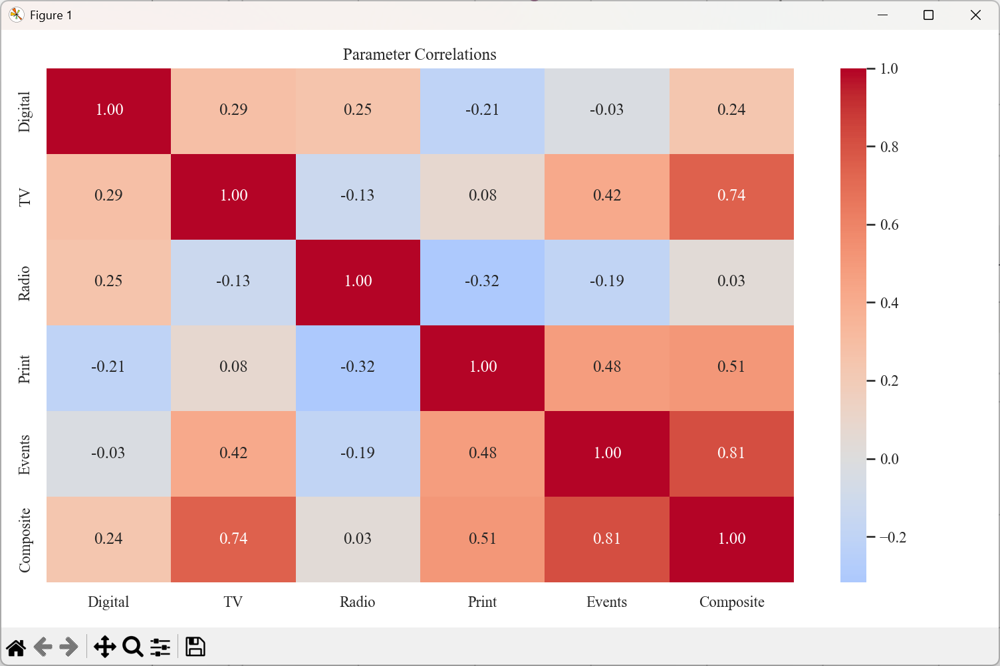 Figure 1
Parameter Correlations
Digital 1.00 0.29 0.25 -0.21 -0.03 0.24
TV 0.29 1.00 -0.13 0.08 0.42 0.74
Radio 0.25 -0.13 1.00 -0.32 -0.19 0.03
Print -0.21 0.08 -0.32 1.00 0.48 0.51
Events -0.03 0.42 -0.19 0.48 1.00 0.81
Composite 0.24 0.74 0.03 0.51 0.81 1.00
Digital TV Radio Print Events Composite
1.0
0.8
0.6
0.4
0.2
0.0
−0.2